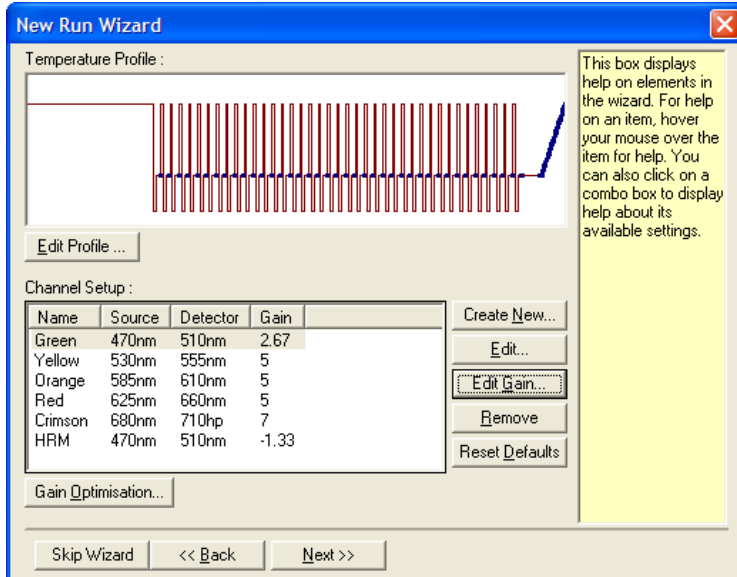 New Run Wizard
Temperature Profile :
This box displays
help on elements in
the wizard. For help
on an item, hover
your mouse over the
item for help. You
can also click on a
combo box to display
help about its
available settings.
Edit Profile ...
Channel Setup :
Name Source Detector Gain
Green 470nm 510nm 2.67
Yellow 530nm 555nm 5
Orange 585nm 610nm 5
Red 625nm 660nm 5
Crimson 680nm 710hp 7
HRM 470nm 510nm -1.33
Create New...
Edit...
Edit Gain...
Remove
Reset Defaults
Gain Optimisation...
Skip Wizard
<< Back
Next >>